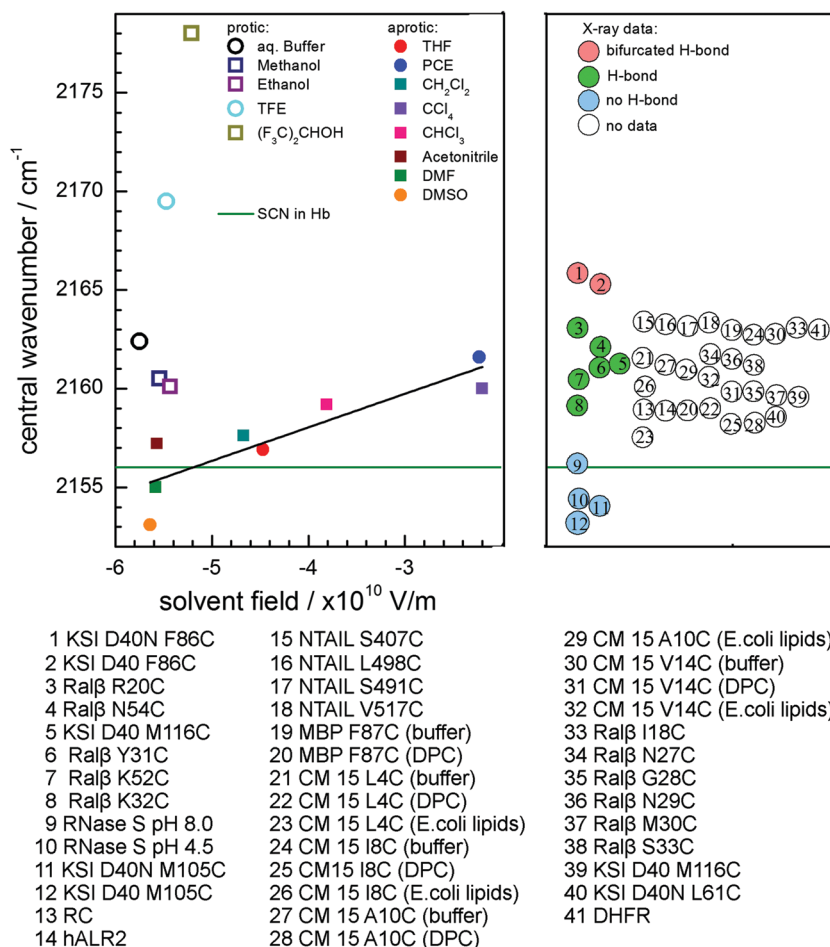 protic:
aq. Buffer
Methanol
Ethanol
TFE
(F₃C)₂CHOH
aprotic:
THF
PCE
CH₂Cl₂
CCl₄
CHCl₃
Acetonitrile
DMF
DMSO
SCN in Hb
central wavenumber / cm⁻¹
2175
2170
2165
2160
2155
-6 -5 -4 -3
solvent field / x10¹⁰ V/m
X-ray data:
bifurcated H-bond
H-bond
no H-bond
no data
1
2
3
4
5
6
7
8
9
10
11
12
15 16 17 18 19 24 30 33 41
21 27 29 34 36 38
32
26 31 35 37 39
13 14 20 22 25 28 40
23
1 KSI D40N F86C
2 KSI D40 F86C
3 Ralβ R20C
4 Ralβ N54C
5 KSI D40 M116C
6 Ralβ Y31C
7 Ralβ K52C
8 Ralβ K32C
9 RNase S pH 8.0
10 RNase S pH 4.5
11 KSI D40N M105C
12 KSI D40 M105C
13 RC
14 hALR2
15 NTAIL S407C
16 NTAIL L498C
17 NTAIL S491C
18 NTAIL V517C
19 MBP F87C (buffer)
20 MBP F87C (DPC)
21 CM 15 L4C (buffer)
22 CM 15 L4C (DPC)
23 CM 15 L4C (E.coli lipids)
24 CM 15 I8C (buffer)
25 CM15 I8C (DPC)
26 CM 15 I8C (E.coli lipids)
27 CM 15 A10C (buffer)
28 CM 15 A10C (DPC)
29 CM 15 A10C (E.coli lipids)
30 CM 15 V14C (buffer)
31 CM 15 V14C (DPC)
32 CM 15 V14C (E.coli lipids)
33 Ralβ I18C
34 Ralβ N27C
35 Ralβ G28C
36 Ralβ N29C
37 Ralβ M30C
38 Ralβ S33C
39 KSI D40 M116C
40 KSI D40N L61C
41 DHFR